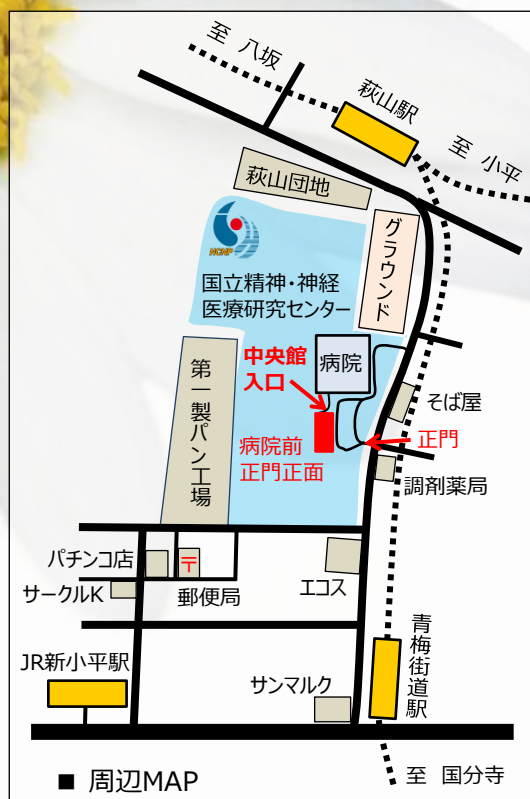 至 八坂
萩山駅
至 小平
萩山団地
グラウンド
NCNP
国立精神・神経
医療研究センター
中央館
入口
病院
第一製パン工場
そば屋
病院前
正門正面
正門
調剤薬局
パチンコ店
〒
エコス
サークルK
郵便局
青梅街道駅
JR新小平駅
サンマルク
■ 周辺MAP
至 国分寺